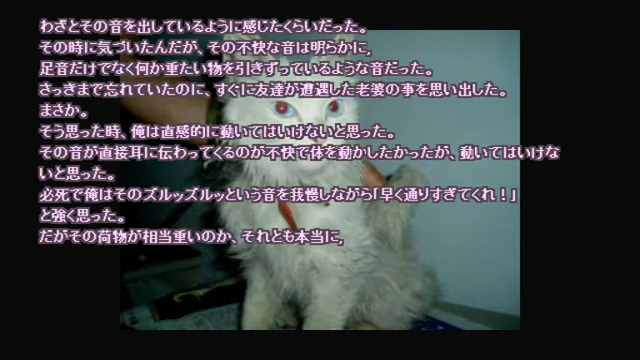 わざとその音を出しているように感じたくらいだった。
その時に気づいたんだが、その不快な音は明らかに,
足音だけでなく何か重たい物を引きずっているような音だった。
さっきまで忘れていたのに、すぐに友達が遭遇した老婆の事を思い出した。
まさか。
そう思った時、俺は直感的に動いてはいけないと思った。
その音が直接耳に伝わってくるのが不快で体を動かしたかったが、動いてはいけな
いと思った。
必死で俺はそのズルッズルッという音を我慢しながら「早く通りすぎてくれ！」
と強く思った。
だがその荷物が相当重いのか、それとも本当に,